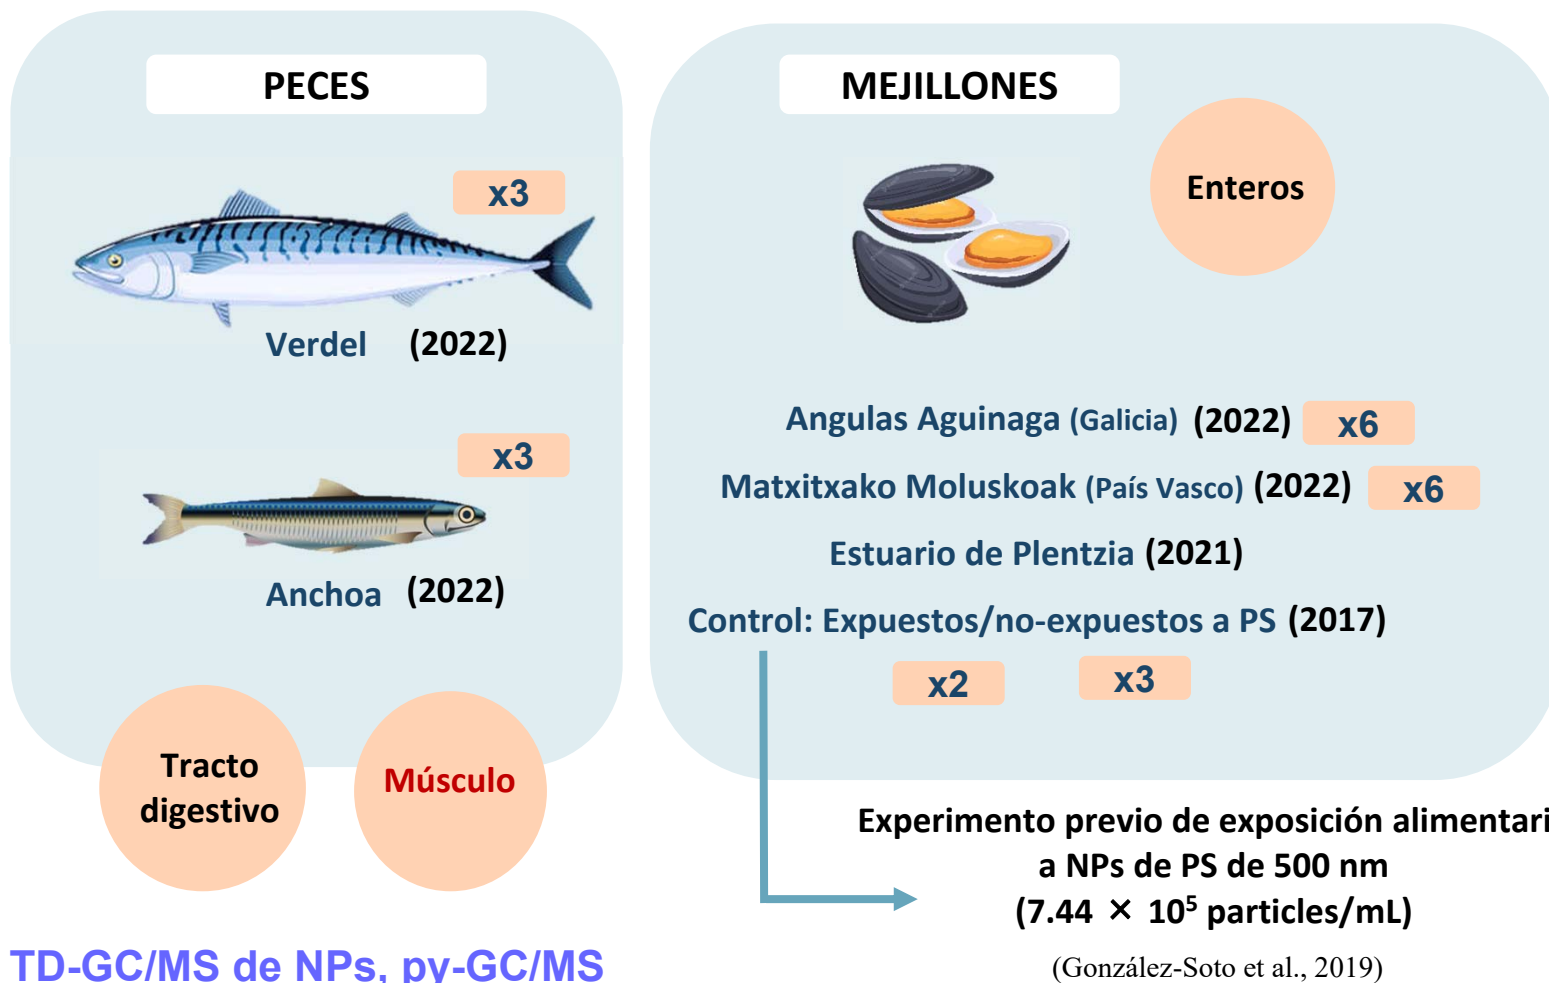 PECES
x3
Verdel (2022)
x3
Anchoa (2022)
Tracto
digestivo
Músculo
TD-GC/MS de NPs, py-GC/MS
MEJILLONES
Enteros
Angulas Aguinaga (Galicia) (2022) x6
Matxitxako Moluskoak (País Vasco) (2022) x6
Estuario de Plentzia (2021)
Control: Expuestos/no-expuestos a PS (2017)
x2 x3
Experimento previo de exposición alimentari
a NPs de PS de 500 nm
(7.44 × 10⁵ particles/mL)
(González-Soto et al., 2019)